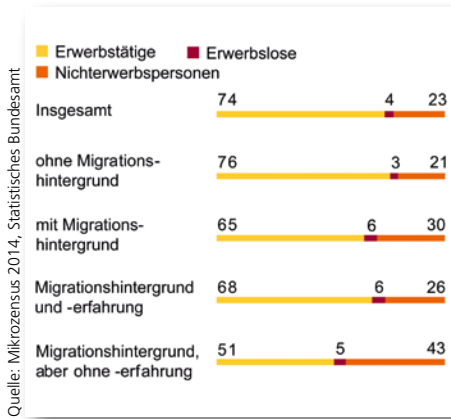 Erwerbstätige Erwerbslose
Nichterwerbspersonen
Insgesamt 74 4 23
ohne Migrations-
hintergrund 76 3 21
mit Migrations-
hintergrund 65 6 30
Migrationshintergrund
und -erfahrung 68 6 26
Migrationshintergrund,
aber ohne -erfahrung 51 5 43
Quelle: Mikrozensus 2014, Statistisches Bundesamt